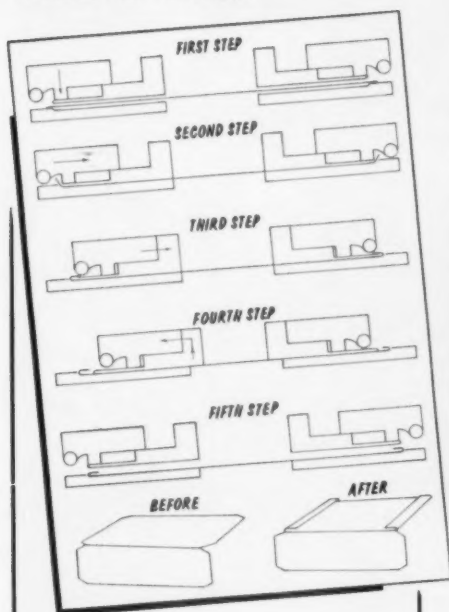 FIRST STEP
SECOND STEP
THIRD STEP
FOURTH STEP
FIFTH STEP
BEFORE
AFTER